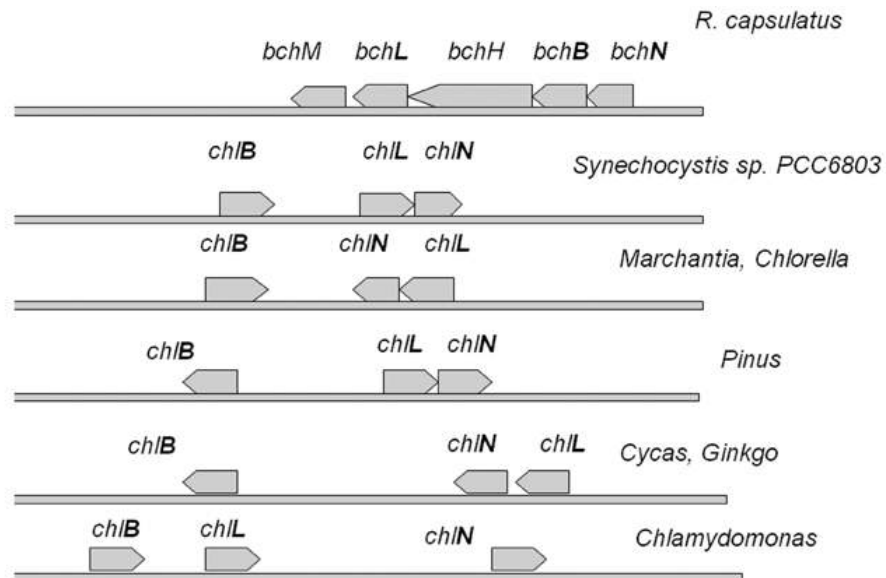 R. capsulatus
bchM bchL bchH bchB bchN
chlB chlL chlN
Synechocystis sp. PCC6803
chlB chlN chlL
Marchantia, Chlorella
chlB chlL chlN
Pinus
chlB chlN chlL
Cycas, Ginkgo
chlB chlL chlN
Chlamydomonas